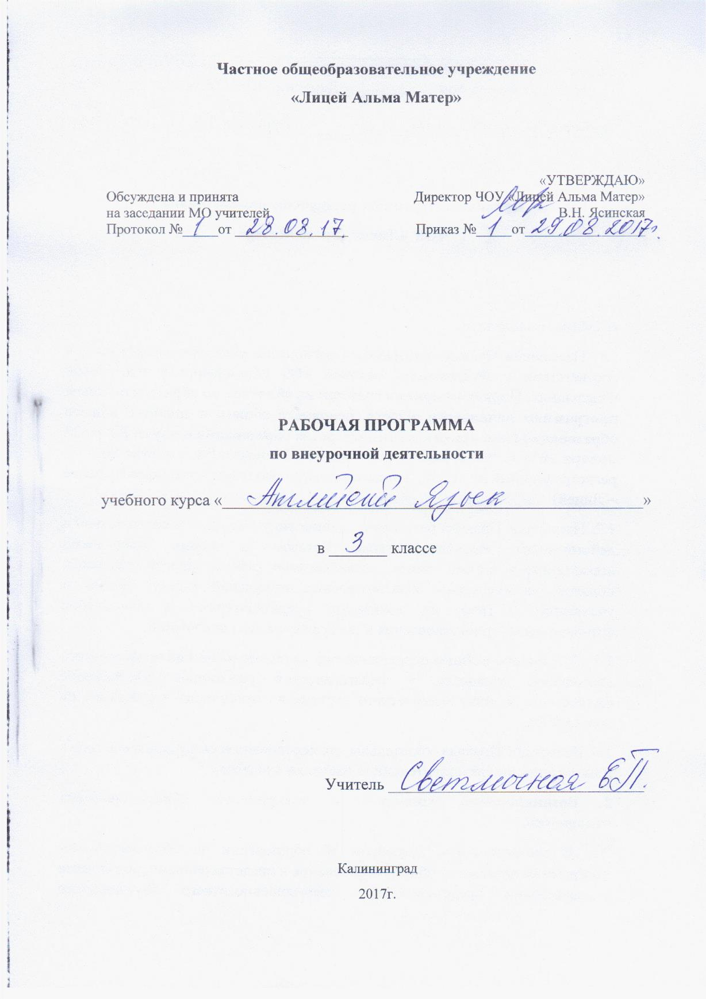 Частное общеобразовательное учреждение
«Лицей Альма Матер»
Обсуждена и принята
на заседании МО учителей
Протокол № 1 от 28.08.17.
«УТВЕРЖДАЮ»
Директор ЧОУ «Лицей Альма Матер»
В.Н. Ясинская
Приказ № 1 от 29.08.2017г.
РАБОЧАЯ ПРОГРАММА
по внеурочной деятельности
учебного курса « Английский Язык »
в 3 классе
Учитель Светлочная Е.П.
Калининград
2017г.